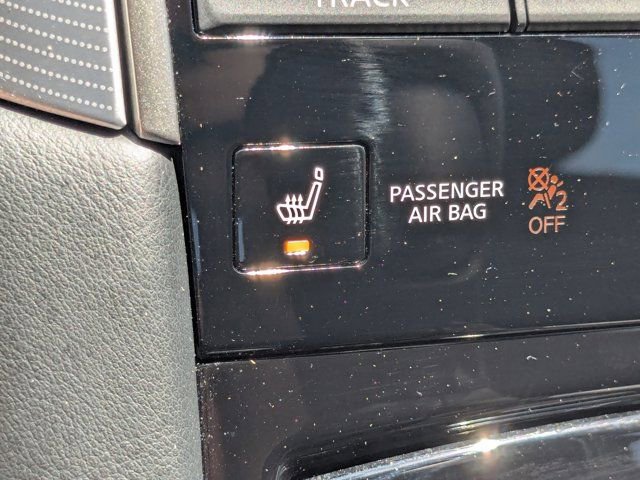 TRACK
PASSENGER
AIR BAG
2
OFF